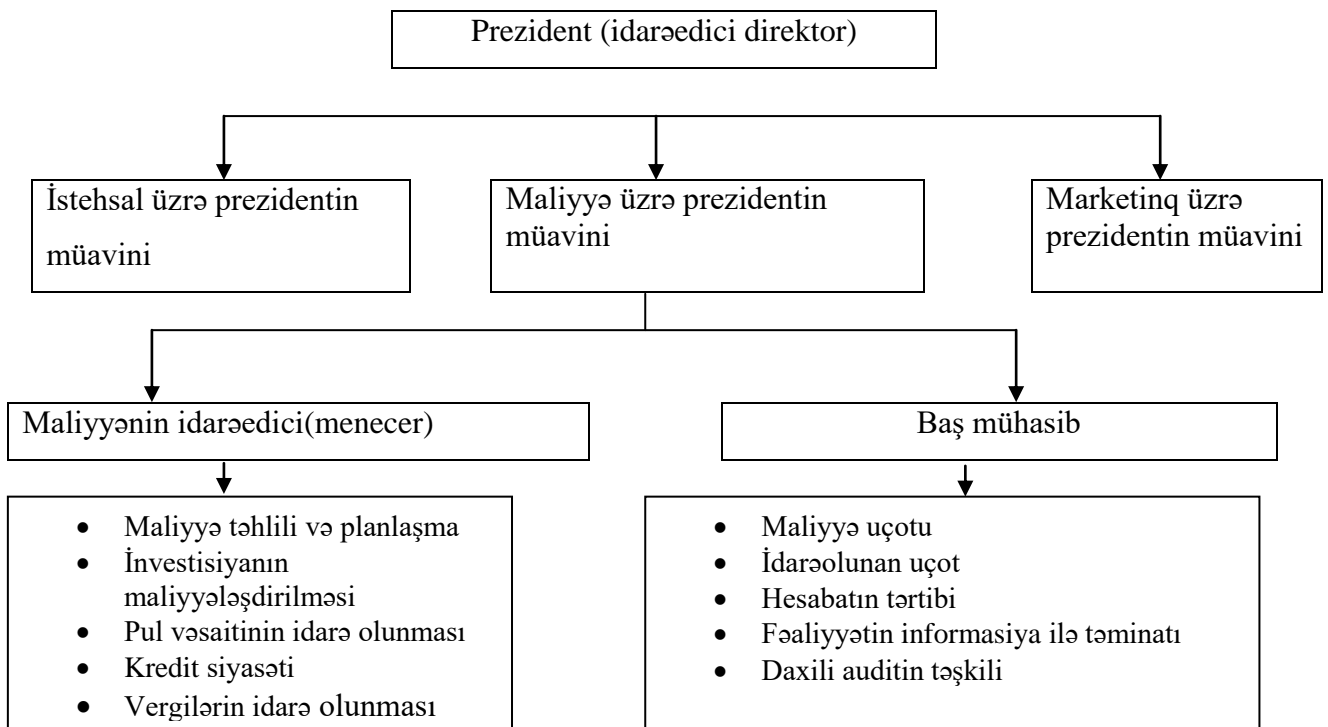 Prezident (idarəedici direktor)
İstehsal üzrə prezidentin
müavini
Maliyyə üzrə prezidentin
müavini
Marketinq üzrə
prezidentin müavini
Maliyyənin idarəedici(menecer)
Baş mühasib
• Maliyyə təhlili və planlaşma
• İnvestisiyanın
maliyyələşdirilməsi
• Pul vəsaitinin idarə olunması
• Kredit siyasəti
• Vergilərin idarə olunması
• Maliyyə uçotu
• İdarəolunan uçot
• Hesabatın tərtibi
• Fəaliyyətin informasiya ilə təminatı
• Daxili auditin təşkili